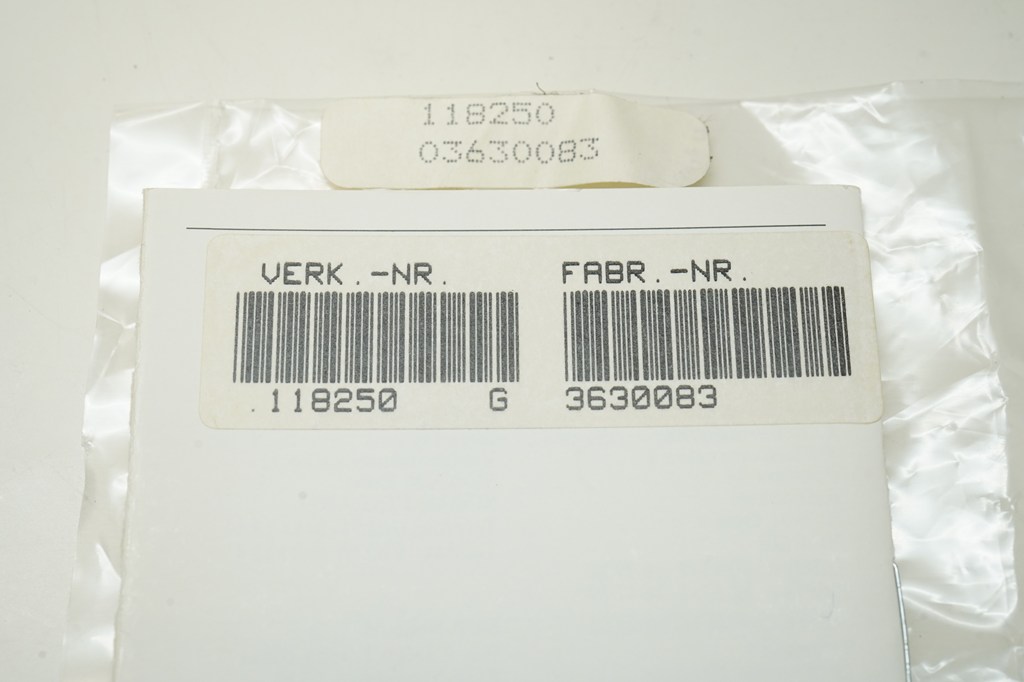 118250
03630083
VERK.-NR. FABR.-NR.
.118250 G 3630083